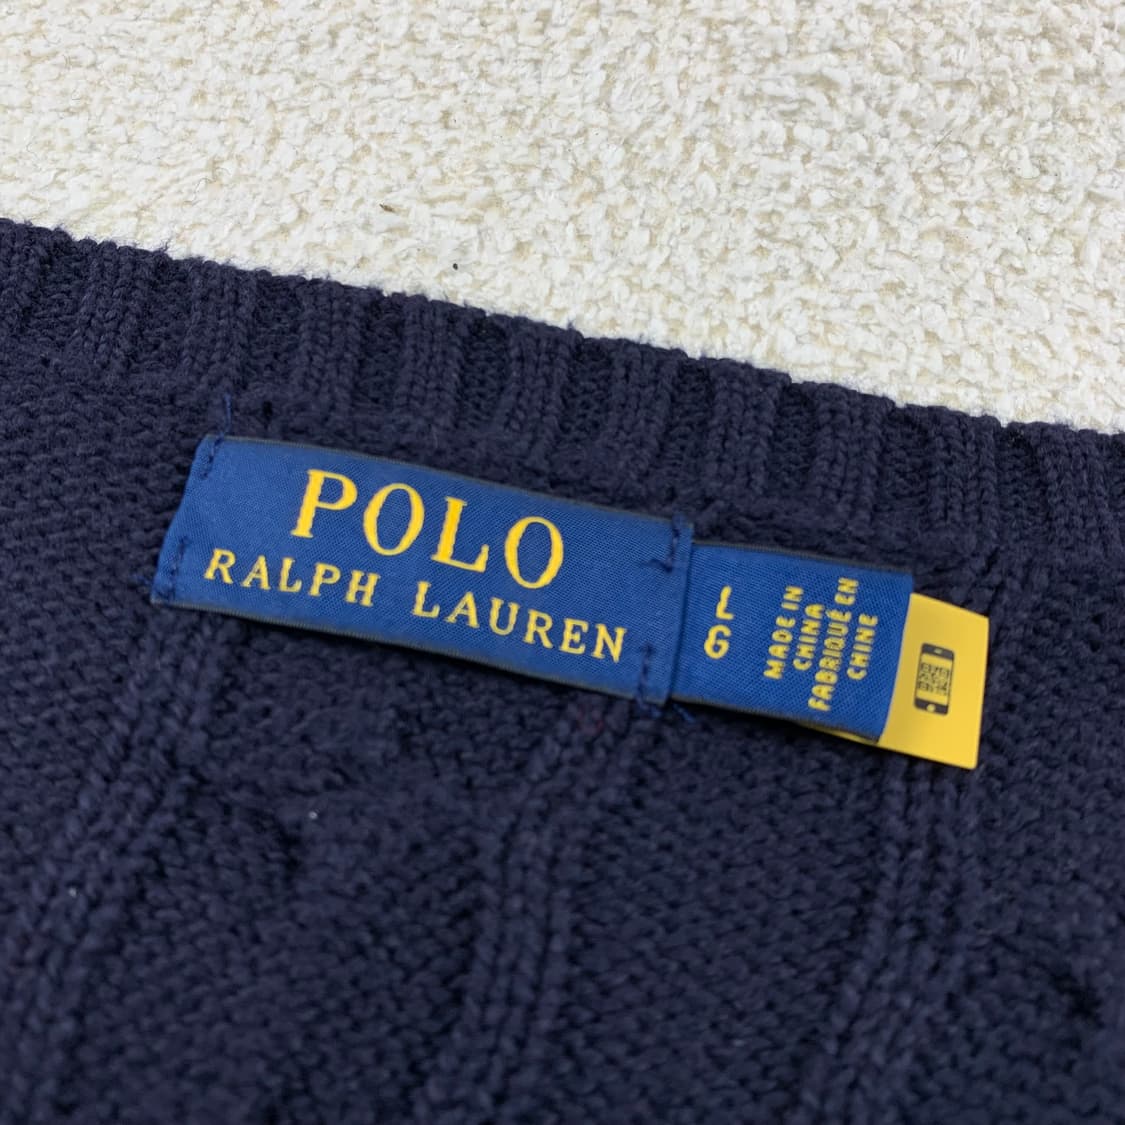 POLO
RALPH LAUREN
L
G
MADE IN
CHINA
FABRIQUÉ EN
CHINE